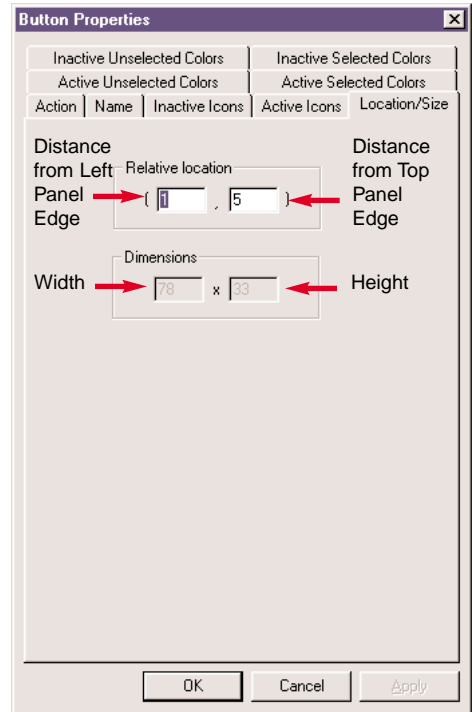 Button Properties
Inactive Unselected Colors Inactive Selected Colors
Active Unselected Colors Active Selected Colors
Action Name Inactive Icons Active Icons Location/Size
Distance
from Left
Panel
Edge
Relative location
( 1 , 5 )
Distance
from Top
Panel
Edge
Dimensions
Width 78 x 33 Height
OK Cancel Apply